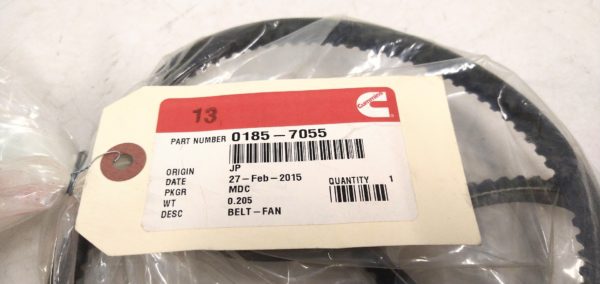 13
Cummins
PART NUMBER 0185-7055
ORIGIN JP
DATE 27-Feb-2015 QUANTITY 1
PKGR MDC
WT 0.205
DESC BELT-FAN